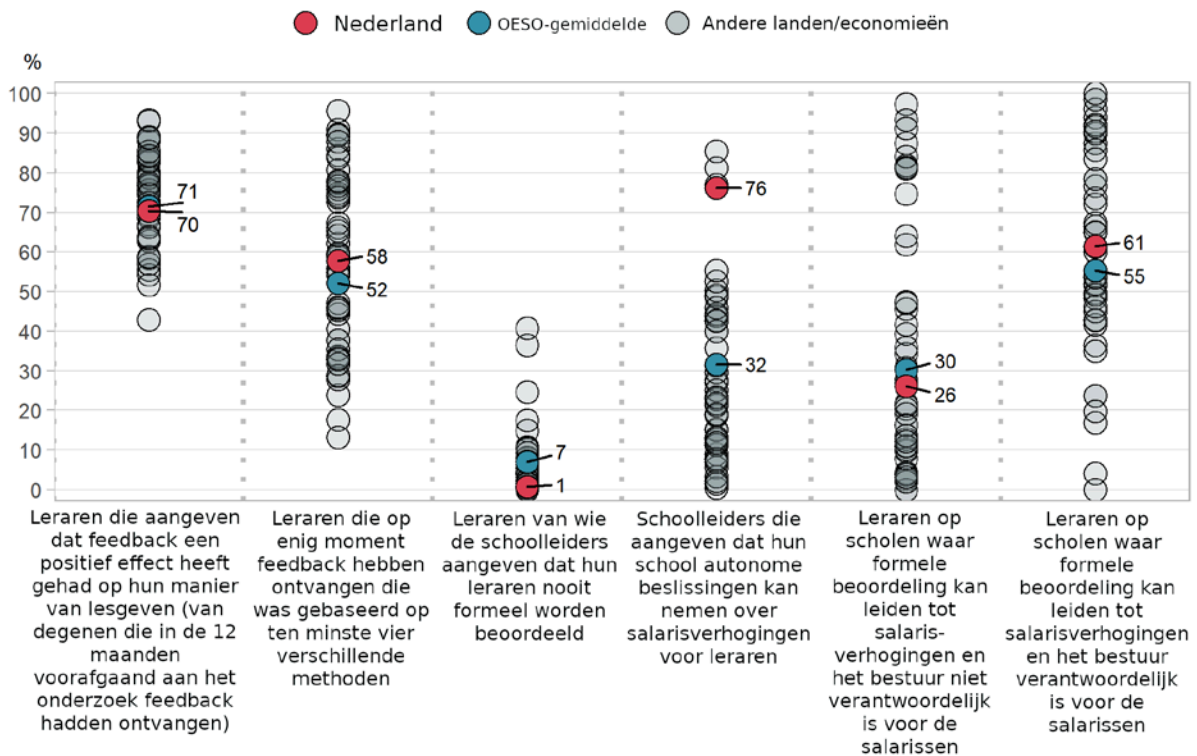 Nederland OESO-gemiddelde Andere landen/economieën
%
100
90
80
70
60
50
40
30
20
10
0
71
70
58
52
7
1
76
32
30
26
61
55
Leraren die aangeven
dat feedback een
positief effect heeft
gehad op hun manier
van lesgeven (van
degenen die in de 12
maanden
voorafgaand aan het
onderzoek feedback
hadden ontvangen)
Leraren die op
enig moment
feedback hebben
ontvangen die
was gebaseerd op
ten minste vier
verschillende
methoden
Leraren van wie
de schoolleiders
aangeven dat hun
leraren nooit
formeel worden
beoordeeld
Schoolleiders die
aangeven dat hun
school autonome
beslissingen kan
nemen over
salarisverhogingen
voor leraren
Leraren op
scholen waar
formele
beoordeling kan
leiden tot
salaris-
verhogingen en
het bestuur niet
verantwoordelijk
is voor de
salarissen
Leraren op
scholen waar
formele
beoordeling kan
leiden tot
salarisverhogingen
en het bestuur
verantwoordelijk
is voor de
salarissen